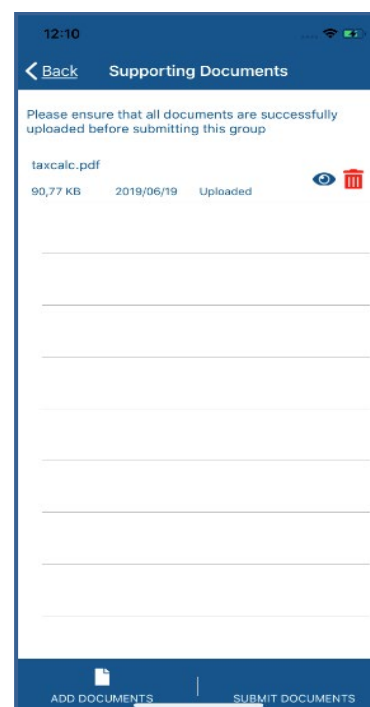 12:10
Back Supporting Documents
Please ensure that all documents are successfully
uploaded before submitting this group
taxcalc.pdf
90,77 KB 2019/06/19 Uploaded
ADD DOCUMENTS SUBMIT DOCUMENTS